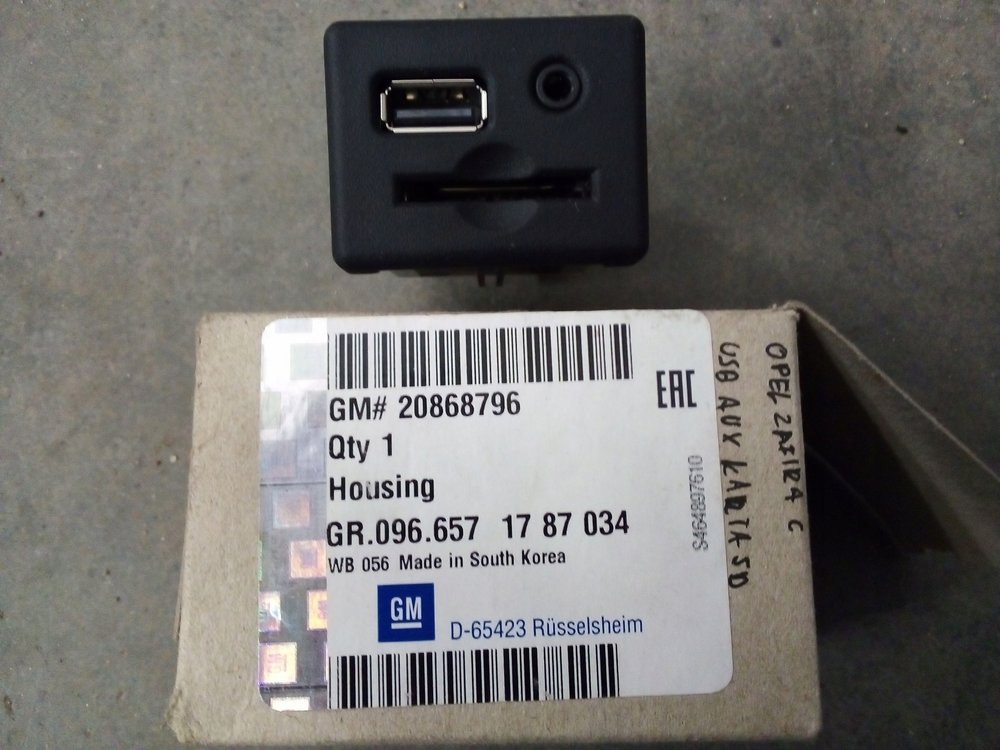 GM# 20868796
Qty 1
Housing
GR.096.657 17 87 034
WB 056 Made in South Korea
GM
D-65423 Rüsselsheim
EAC
S464897610
OPEL ZAFIRA C
USB AUX KARTA SD